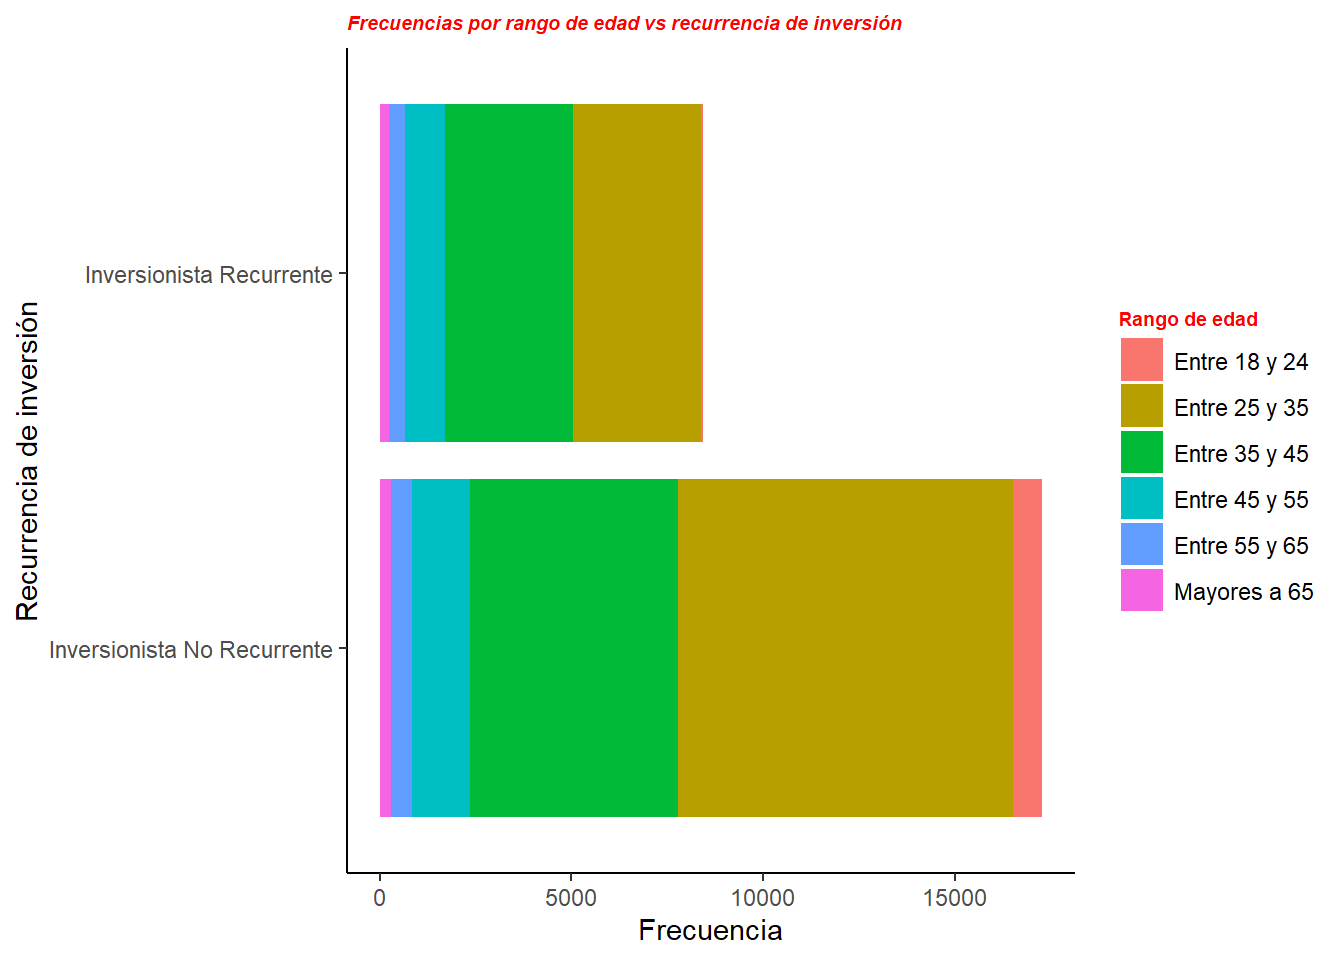 Frecuencias por rango de edad vs recurrencia de inversión
Recurrencia de inversión
Inversionista Recurrente
Inversionista No Recurrente
0 5000 10000 15000
Frecuencia
Rango de edad
Entre 18 y 24
Entre 25 y 35
Entre 35 y 45
Entre 45 y 55
Entre 55 y 65
Mayores a 65